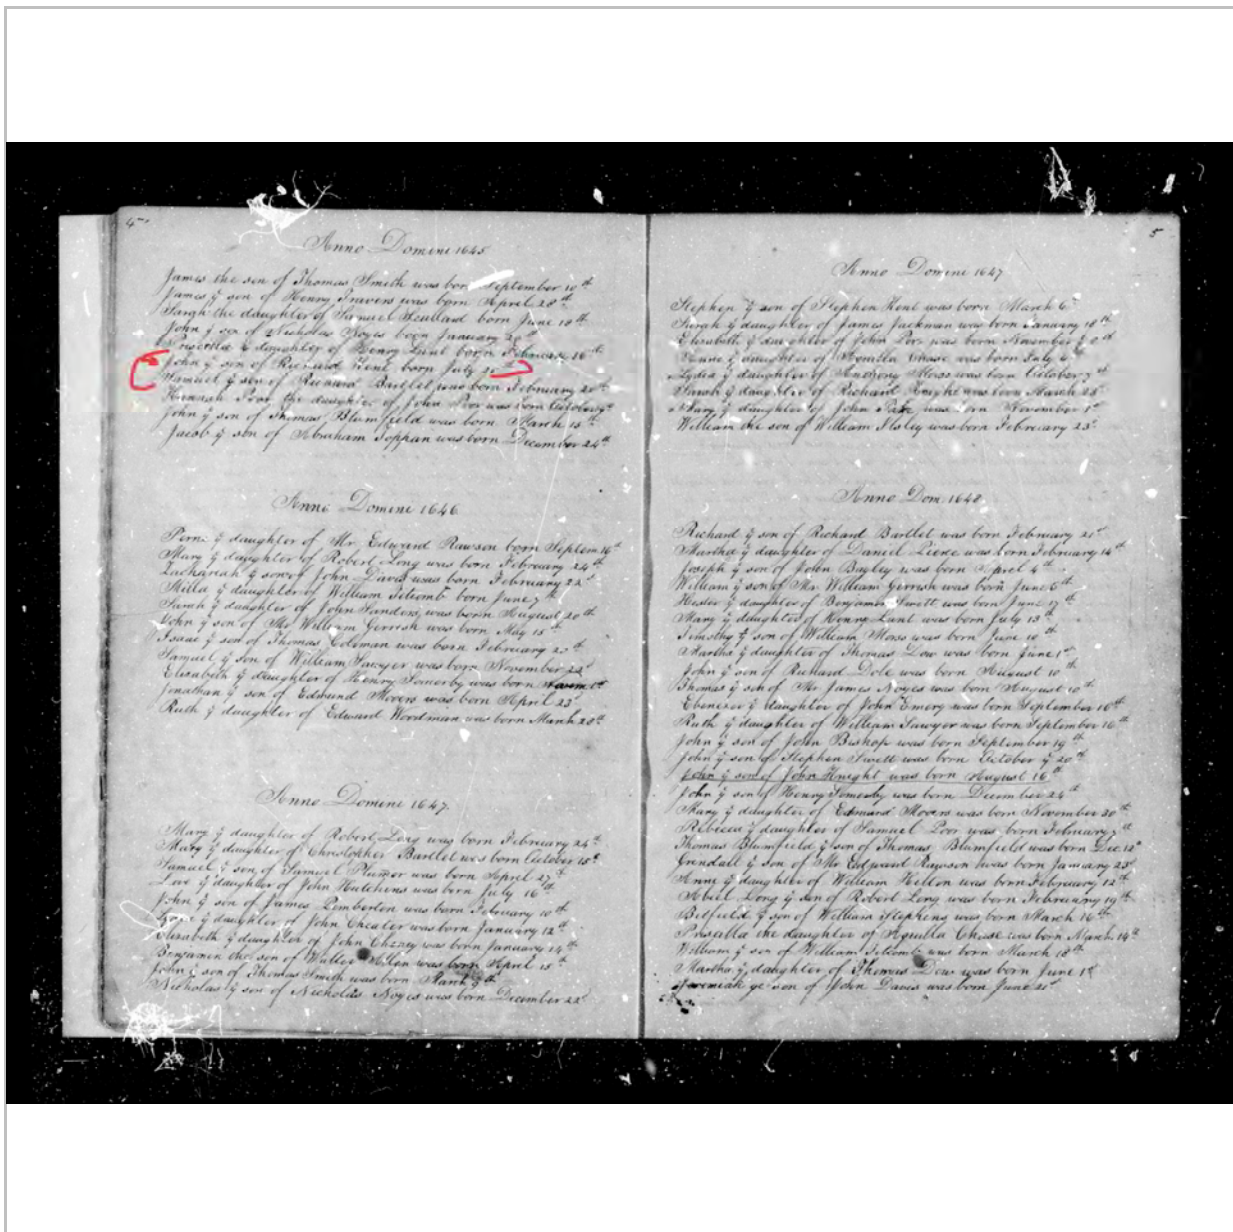 4
Anno Domini 1645
James the son of Thomas Smith was born September 10th
James ÿ son of Henry Travers was born April 28th
Sarah the daughter of Samuel Scullard born June 18th
John ÿ son of Nicholas Noyes born January 20th
Priscilla ÿ daughter of Henry Lunt born February 16th
John ÿ son of Richard Kent born July
Samuel ÿ son of Richard Bartlet was born February 20th
Hannah Poor the daughter of John Poor was born October
John ÿ son of Thomas Blumfield was born March 15th
Jacob ÿ son of Abraham Toppan was born December 24th
Anno Domini 1646
ÿ daughter of Mr. Edward Rawson born Septem 16th
Mary ÿ daughter of Robert Long was born February 24th
Zachariah ÿ son of John Davis was born February 22d
ÿ daughter of William Titcomb born June 7th
Sarah ÿ daughter of John Sanders was born August 20th
John ÿ son of Mr William Gerrish was born May 15th
Isaac ÿ son of Thomas Coleman was born February
Samuel ÿ son of William Sawyer was born November 22d
Elizabeth ÿ daughter of Henry Somerby was born 1st
Jonathan ÿ son of Edmund Moores was born April 23d
Ruth ÿ daughter of Edward Woodman was born March 28th
Anno Domini 1647.
Mary ÿ daughter of Robert Long was born February 24th
Mary ÿ daughter of Christopher Bartlet was born October 15th
Samuel ÿ son of Samuel Plumer was born April 27th
Love ÿ daughter of John Hutchens was born July 16th
John ÿ son of James Pemberton was born February 10th
ÿ daughter of John Cheater was born January 12th
Elizabeth ÿ daughter of John Cheney was born January 14th
Benjamin the son of Walter Allen was born April 15th
John ÿ son of Thomas Smith was born March 9th
Nicholas ÿ son of Nicholas Noyes was born December 22d
5
Anno Domini 1647
Stephen ÿ son of Stephen Kent was born March 6
Sarah ÿ daughter of James Jackman was born January 18th
Elizabeth ÿ daughter of John Poor was born November
ÿ daughter of Aquilla Chase was born July 6
Lydia ÿ daughter of Anthony Morss was born October 7th
Sarah ÿ daughter of Richard Knight was born March 23d
Mary ÿ daughter of John was born November 1st
William the son of William Ilsley was born February 23d
Anno Dom. 1648.
Richard ÿ son of Richard Bartlet was born February 21st
Martha ÿ daughter of Daniel was born February 14th
Joseph ÿ son of John Bayley was born April 4th
William ÿ son of Mr. William Gerrish was born June 6th
Hester ÿ daughter of Benjamin Swett was born June 17th
Mary ÿ daughter of Henry Lunt was born July 13th
Timothy ÿ son of William Morss was born June 10th
Martha ÿ daughter of Thomas Dow was born June 1st
John ÿ son of Richard Dole was born August 10th
Thomas ÿ son of Mr James Noyes was born August 10th
Ebenezer ÿ daughter of John Emery was born September 16th
Ruth ÿ daughter of William Sawyer was born September 16th
John ÿ son of John Bishop was born September 19th
John ÿ son of Stephen Swett was born October ÿ 20th
John ÿ son of John Knight was born August 16th
John ÿ son of Henry Somerby was born December 24th
Mary ÿ daughter of Edmund Moores was born November 30th
Rebecca ÿ daughter of Samuel Poor was born February 7th
Thomas Blumfield ÿ son of Thomas Blumfield was born Dec. 12th
Grindall ÿ son of Mr Edward Rawson was born January 23d
Anne ÿ daughter of William Hilton was born February 12th
Abiel Long ÿ son of Robert Long was born February 19th
Betfield ÿ son of William Stephens was born March 16th
Priscilla the daughter of Aquilla Chase was born March 14th
William ÿ son of William Titcomb was born March 18th
Martha ÿ daughter of Thomas Dow was born June 1st
Jeremiah ye son of John Davis was born June 21st